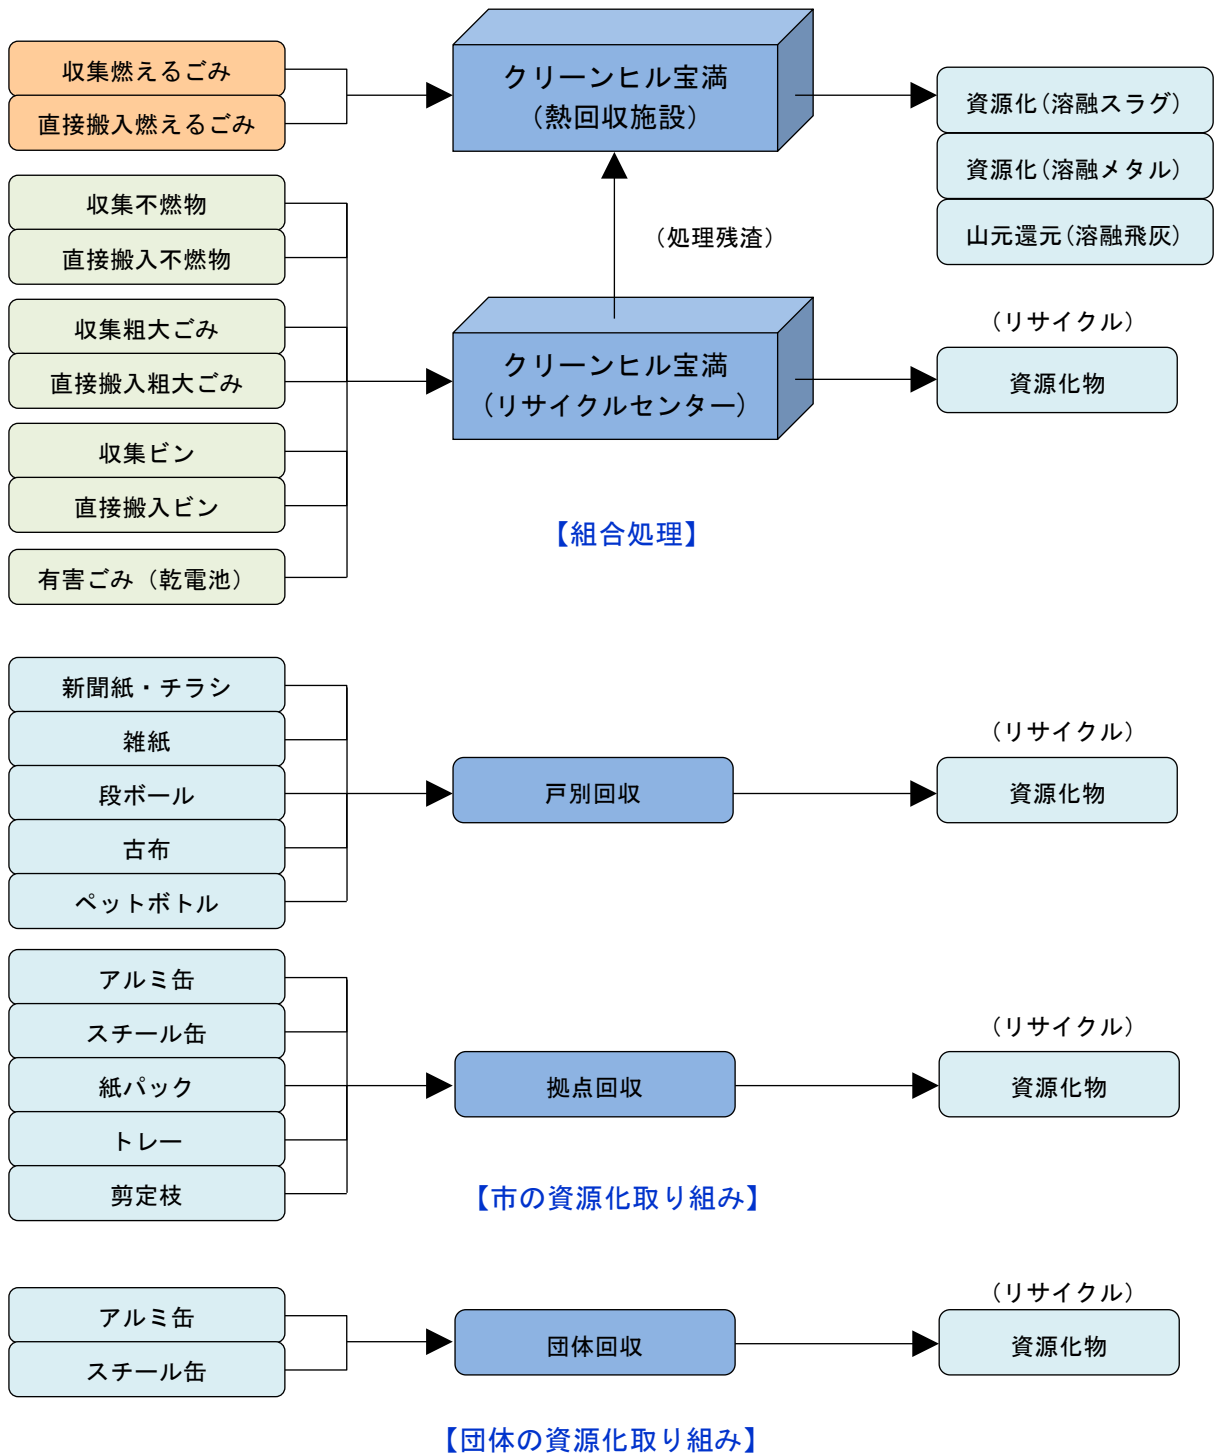 収集燃えるごみ
直接搬入燃えるごみ
クリーンヒル宝満
（熱回収施設）
資源化（溶融スラグ）
資源化（溶融メタル）
山元還元（溶融飛灰）
収集不燃物
直接搬入不燃物
収集粗大ごみ
直接搬入粗大ごみ
収集ビン
直接搬入ビン
有害ごみ（乾電池）
（処理残渣）
クリーンヒル宝満
（リサイクルセンター）
（リサイクル）
資源化物
【組合処理】
新聞紙・チラシ
雑紙
段ボール
古布
ペットボトル
戸別回収
（リサイクル）
資源化物
アルミ缶
スチール缶
紙パック
トレー
剪定枝
拠点回収
（リサイクル）
資源化物
【市の資源化取り組み】
アルミ缶
スチール缶
団体回収
（リサイクル）
資源化物
【団体の資源化取り組み】